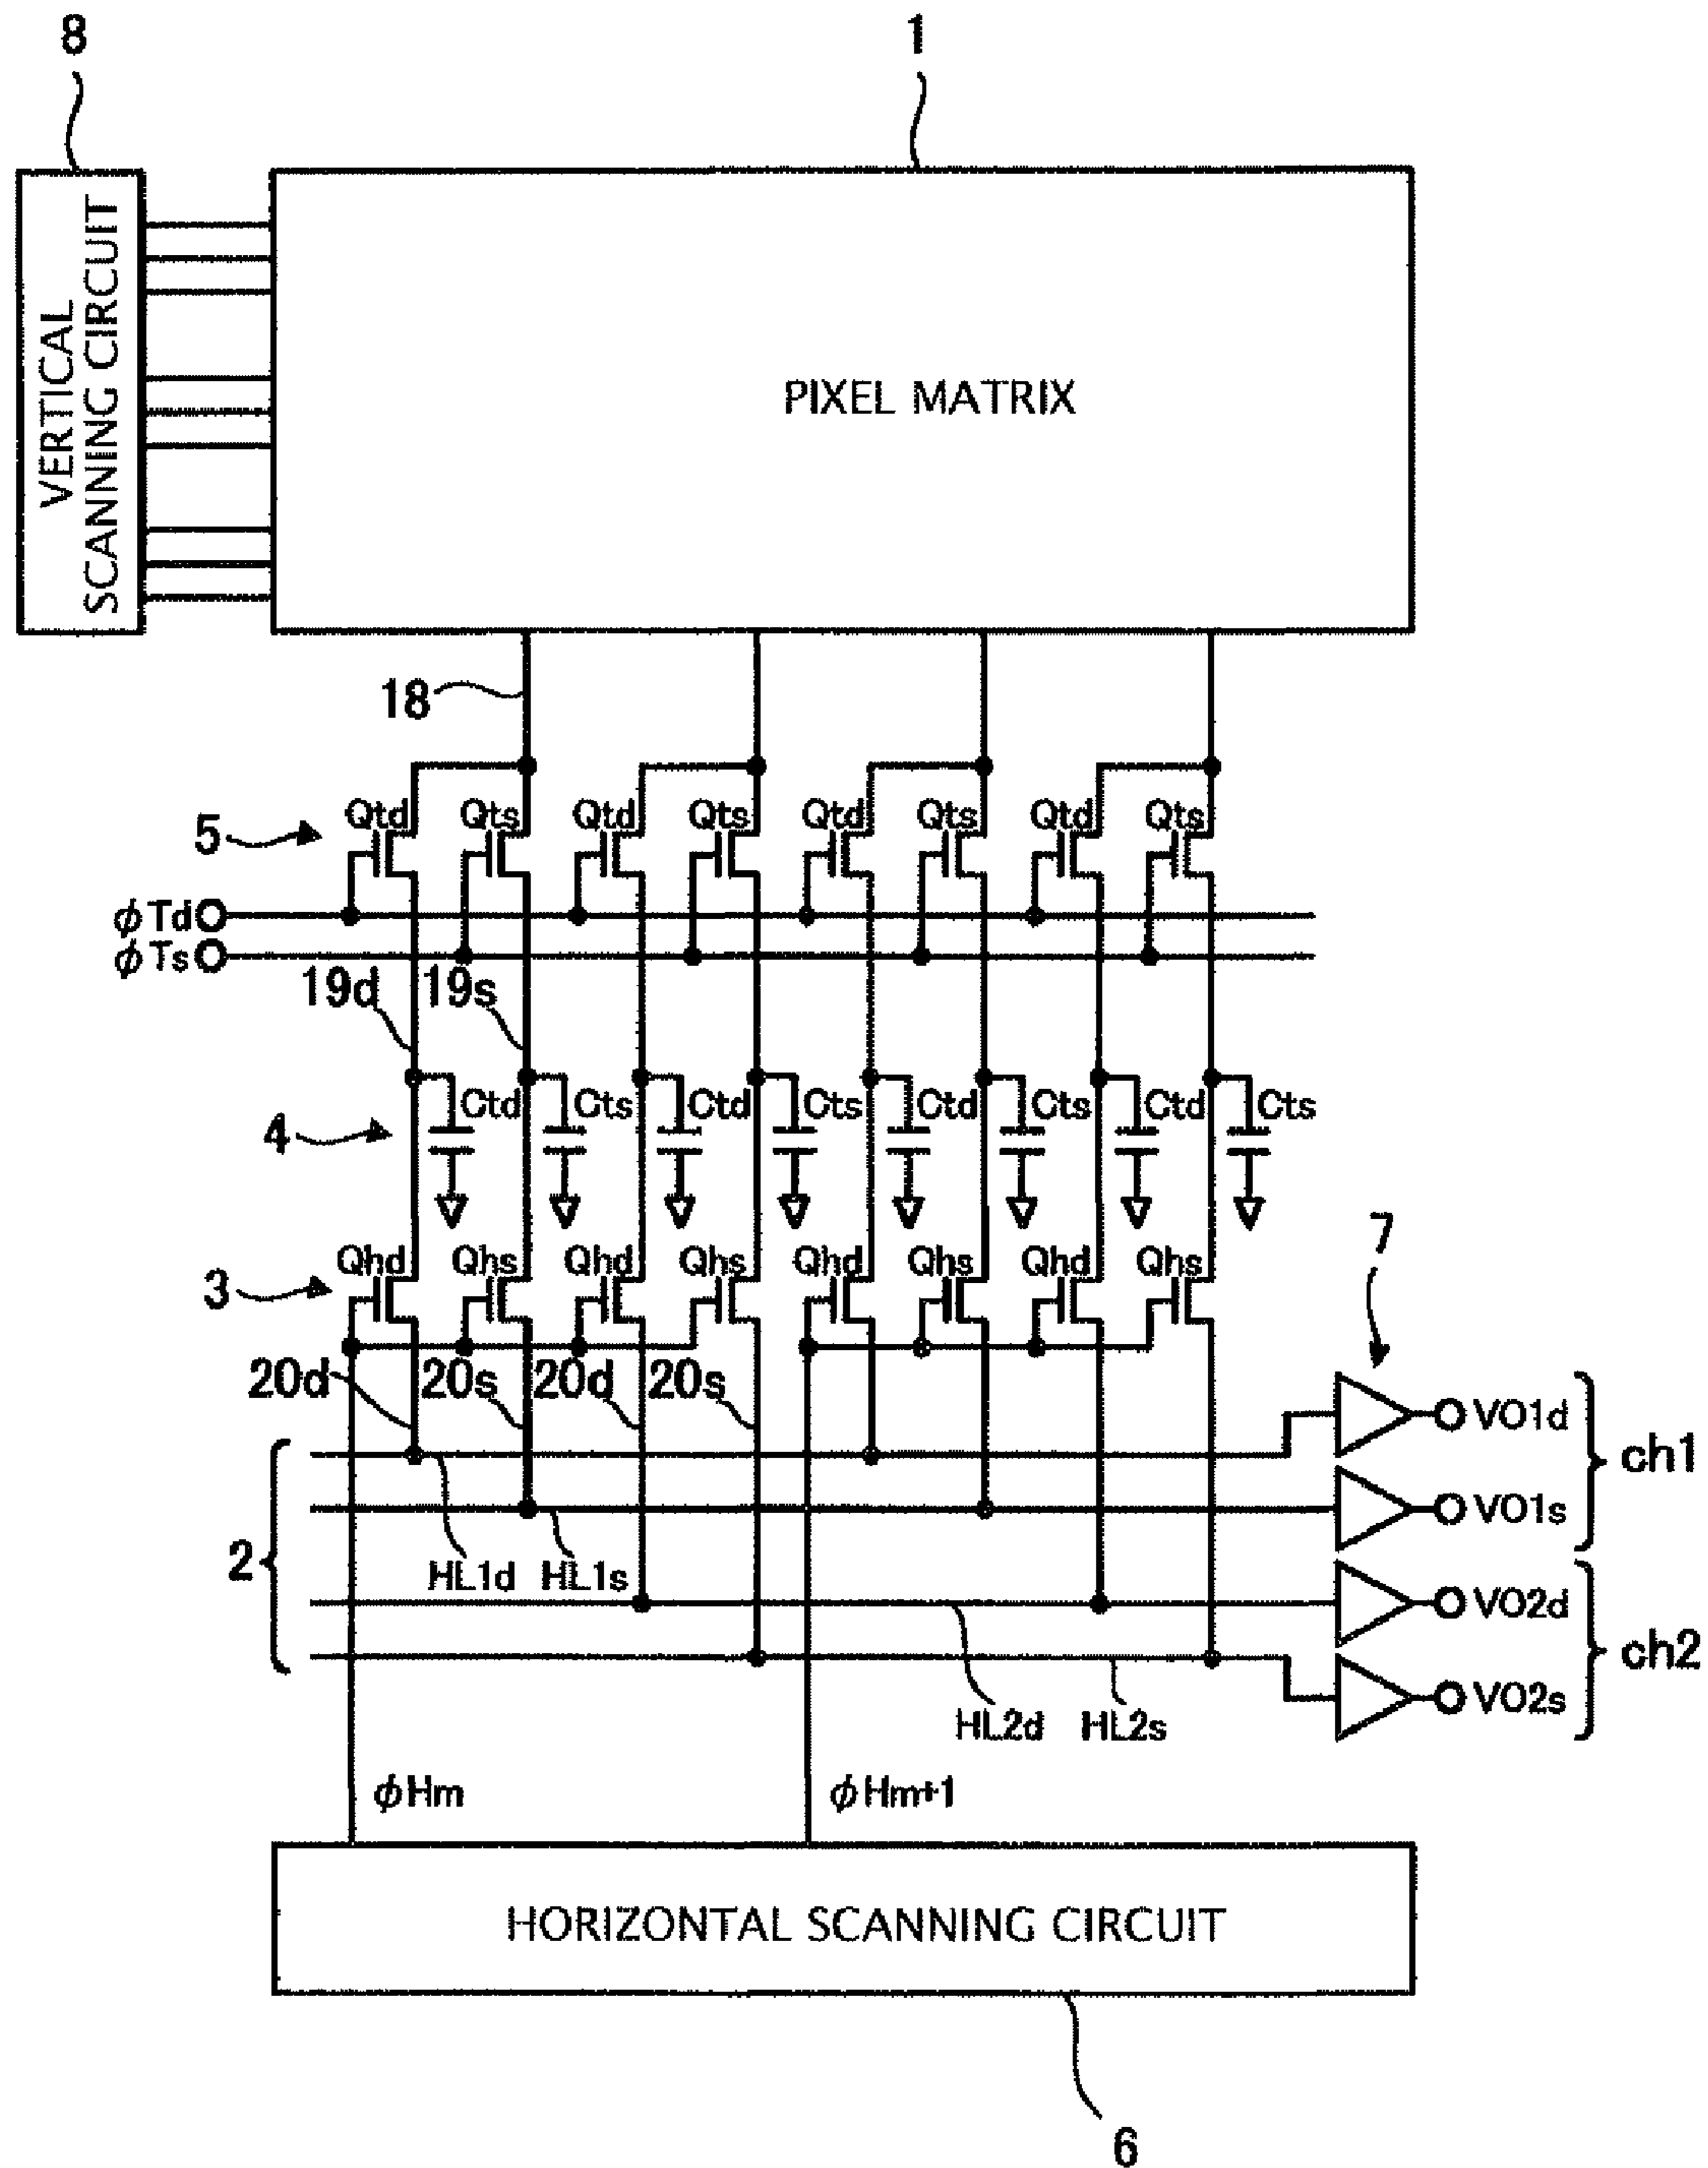 8
1
VERTICAL
SCANNING CIRCUIT
PIXEL MATRIX
18
5
Qtd Qts Qtd Qts Qtd Qts Qtd Qts
φTd
φTs
19d 19s
4
Ctd Cts Ctd Cts Ctd Cts Ctd Cts
7
3
Qhd Qhs Qhd Qhs Qhd Qhs Qhd Qhs
20d 20s 20d 20s
VO1d
ch1
VO1s
2
HL1d HL1s
VO2d
ch2
VO2s
HL2d HL2s
φHm φHm+1
HORIZONTAL SCANNING CIRCUIT
6